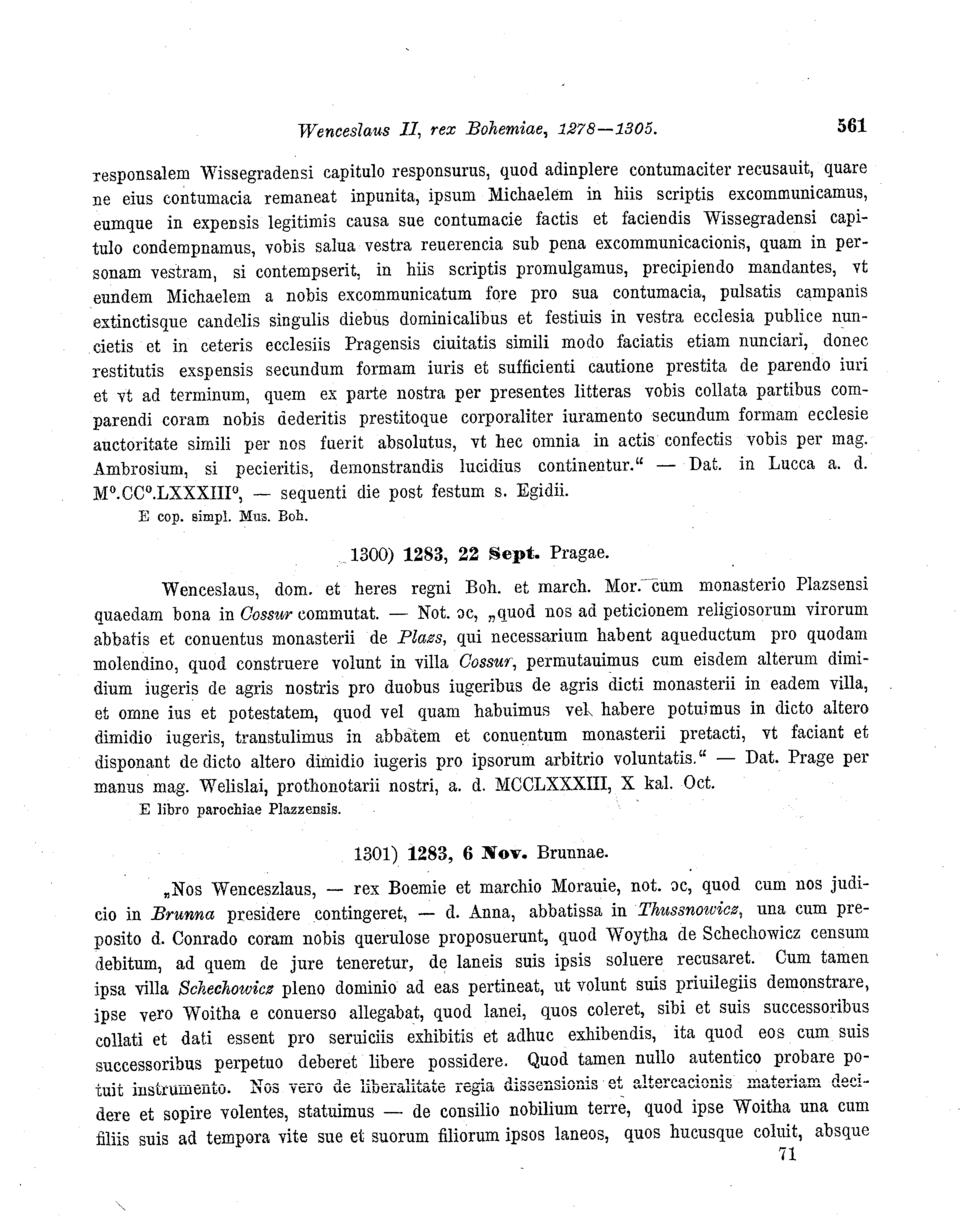 Wenceslaus II, rex Bohemiae, 1278—1305. 561
responsalem Wissegradensi capitulo responsurus, quod adinplere contumaciter recusauit, quare
ne eius contumacia remaneat inpunita, ipsum Michaelem in hiis scriptis excommunicamus,
eumque in expensis legitimis causa sue contumacie factis et faciendis Wissegradensi capi-
tulo condempnamus, vobis salua vestra reuerencia sub pena excommunicacionis, quam in per-
sonam vestram, si contempserit, in hiis scriptis promulgamus, precipiendo mandantes, vt
eundem Michaelem a nobis excommunicatum fore pro sua contumacia, pulsatis campanis
extinctisque candelis singulis diebus dominicalibus et festiuis in vestra ecclesia publice nun-
cietis et in ceteris ecclesiis Pragensis ciuitatis simili modo faciatis etiam nunciari, donec
restitutis exspensis secundum formam iuris et sufficienti cautione prestita de parendo iuri
et vt ad terminum, quem ex parte nostra per presentes litteras vobis collata partibus com-
parendi coram nobis dederitis prestitoque corporaliter iuramento secundum formam ecclesie
auctoritate simili per nos fuerit absolutus, vt hec omnia in actis confectis vobis per mag.
Ambrosium, si pecieritis, demonstrandis lucidius continentur.“ — Dat. in Lucca a. d.
Mº.CCº.LXXXIIIº, — sequenti die post festum s. Egidii.
E cop. simpl. Mus. Boh.
1300) 1283, 22 Sept. Pragae.
Wenceslaus, dom. et heres regni Boh. et march. Mor. cum monasterio Plazsensi
quaedam bona in Cossur commutat. — Not. ɔc, „quod nos ad peticionem religiosorum virorum
abbatis et conuentus monasterii de Plazs, qui necessarium habent aqueductum pro quodam
molendino, quod construere volunt in villa Cossur, permutauimus cum eisdem alterum dimi-
dium iugeris de agris nostris pro duobus iugeribus de agris dicti monasterii in eadem villa,
et omne ius et potestatem, quod vel quam habuimus vel habere potuimus in dicto altero
dimidio iugeris, transtulimus in abbatem et conuentum monasterii pretacti, vt faciant et
disponant de dicto altero dimidio iugeris pro ipsorum arbitrio voluntatis.“ — Dat. Prage per
manus mag. Welislai, prothonotarii nostri, a. d. MCCLXXXIII, X kal. Oct.
E libro parochiae Plazzensis.
1301) 1283, 6 Nov. Brunnae.
„Nos Wenceszlaus, — rex Boemie et marchio Morauie, not. ɔc, quod cum nos judi-
cio in Brunna presidere contingeret, — d. Anna, abbatissa in Thussnowicz, una cum pre-
posito d. Conrado coram nobis querulose proposuerunt, quod Woytha de Schechowicz censum
debitum, ad quem de jure teneretur, de laneis suis ipsis soluere recusaret. Cum tamen
ipsa villa Schechowicz pleno dominio ad eas pertineat, ut volunt suis priuilegiis demonstrare,
ipse vero Woitha e conuerso allegabat, quod lanei, quos coleret, sibi et suis successoribus
collati et dati essent pro seruiciis exhibitis et adhuc exhibendis, ita quod eos cum suis
successoribus perpetuo deberet libere possidere. Quod tamen nullo autentico probare po-
tuit instrumento. Nos vero de liberalitate regia dissensionis et altercacionis materiam deci-
dere et sopire volentes, statuimus — de consilio nobilium terre, quod ipse Woitha una cum
filiis suis ad tempora vite sue et suorum filiorum ipsos laneos, quos hucusque coluit, absque
71